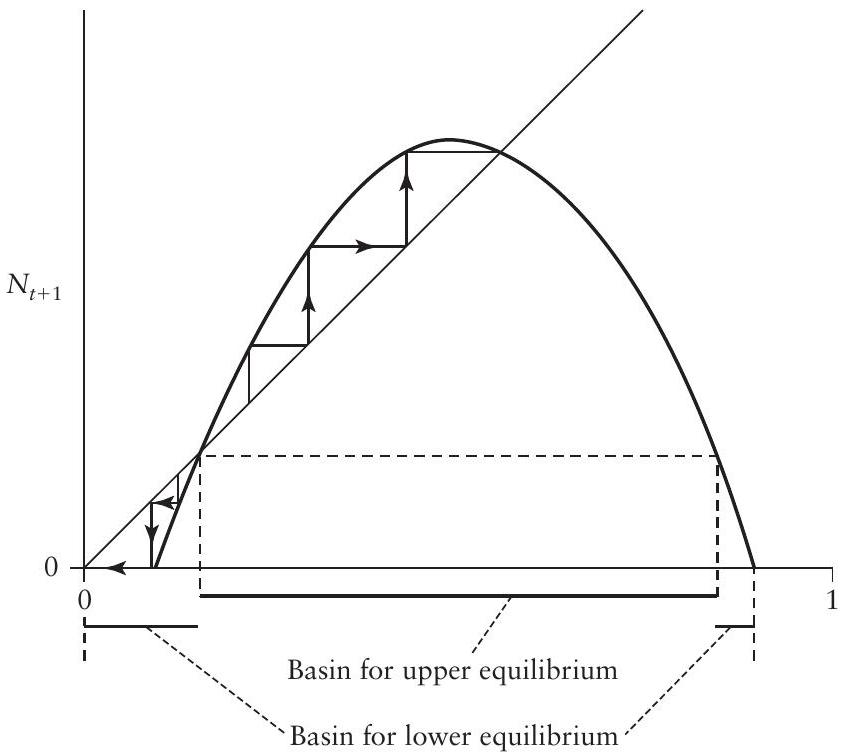 N_{t+1}
0
0
1
Basin for upper equilibrium
Basin for lower equilibrium